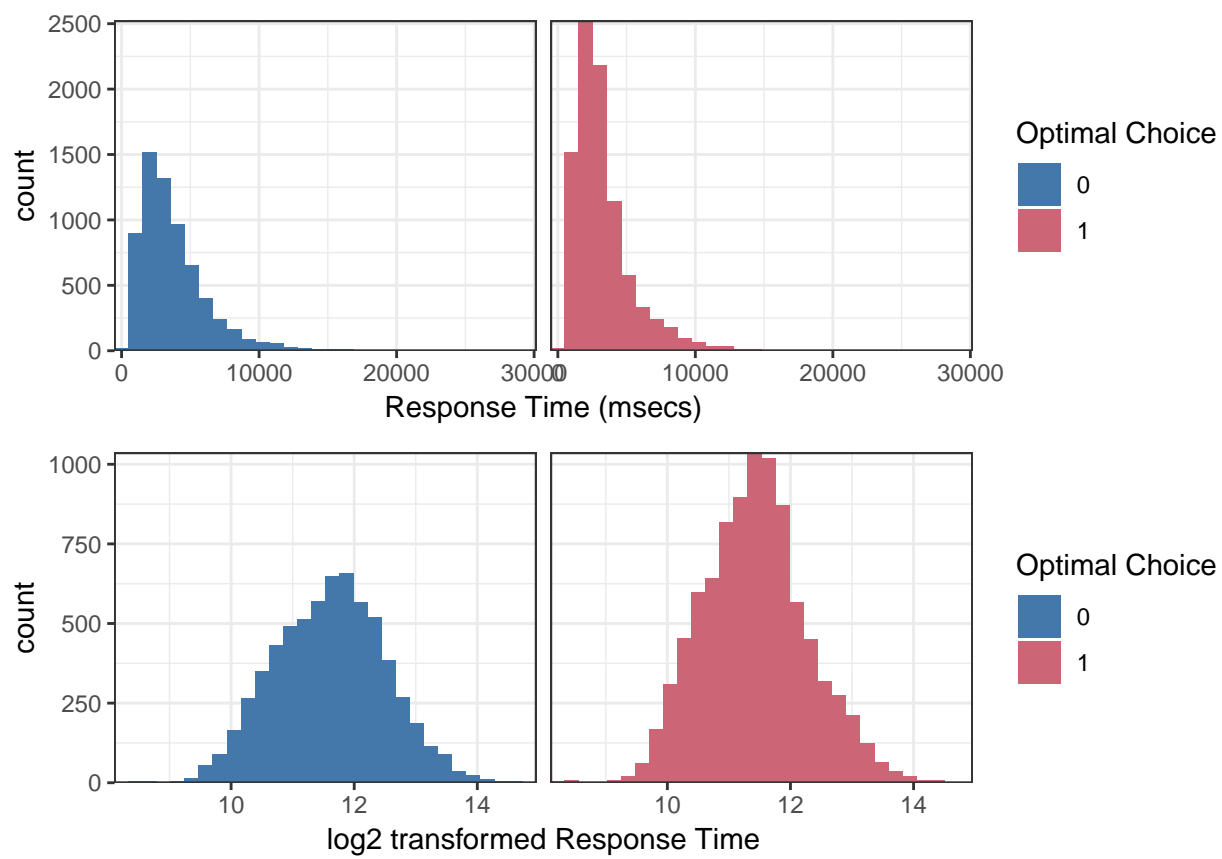 2500
2000
1500
1000
500
0
count
0 10000 20000 30000
0 10000 20000 30000
Response Time (msecs)
Optimal Choice
0
1
1000
750
500
250
0
count
10 12 14
10 12 14
log2 transformed Response Time
Optimal Choice
0
1